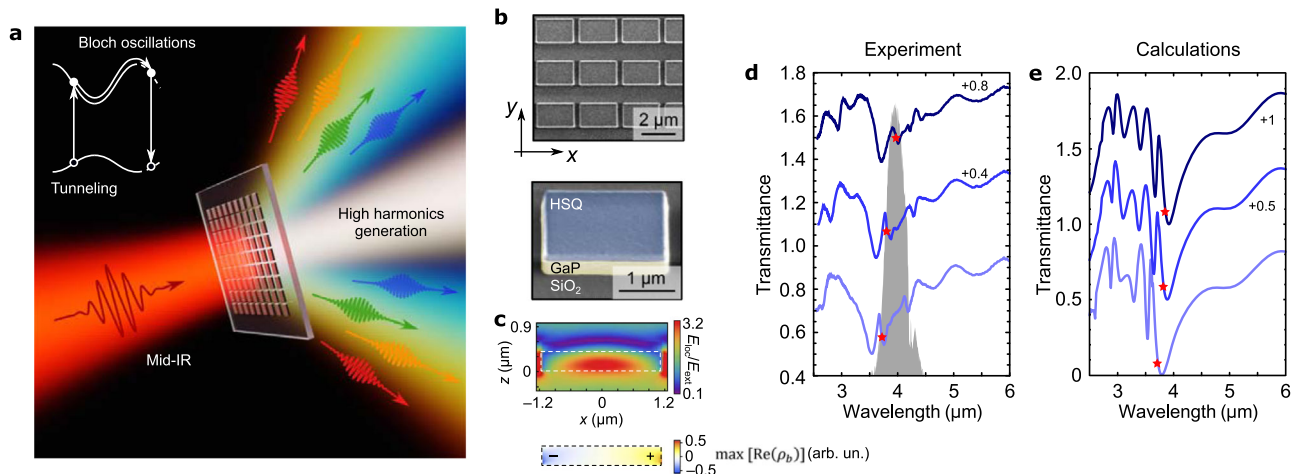 a
Bloch oscillations
Tunneling
High harmonics
generation
Mid-IR
b
y
x
2 µm
HSQ
GaP
SiO₂
1 µm
c
0.9
0
z (µm)
−1.2
0
1.2
x (µm)
3.2
0.1
E_loc/E_ext
− +
0.5
0
−0.5
max [Re(ρ_b)] (arb. un.)
Experiment
d
1.8
1.6
1.4
1.2
1.0
0.8
0.6
0.4
Transmittance
+0.8
+0.4
3 4 5 6
Wavelength (µm)
Calculations
e
2.0
1.5
1.0
0.5
0
Transmittance
+1
+0.5
3 4 5 6
Wavelength (µm)